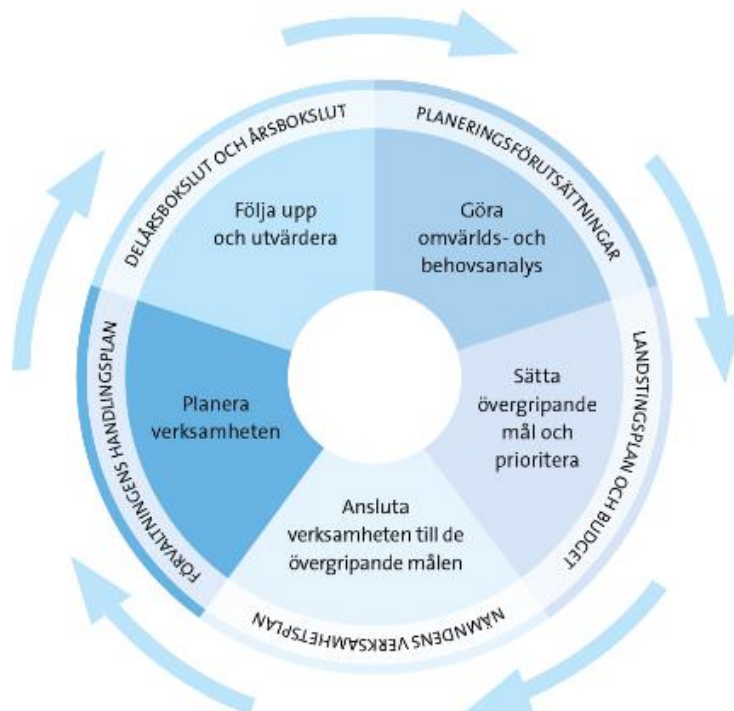 PLANERINGSFÖRUTSÄTTNINGAR
Göra
omvärlds- och
behovsanalys
LANDSTINGSPLAN OCH BUDGET
Sätta
övergripande
mål och
prioritera
NÄMNDENS VERKSAMHETSPLAN
Ansluta
verksamheten till de
övergripande målen
FÖRVALTNINGENS HANDLINGSPLAN
Planera
verksamheten
DELÅRSBOKSLUT OCH ÅRSBOKSLUT
Följa upp
och utvärdera